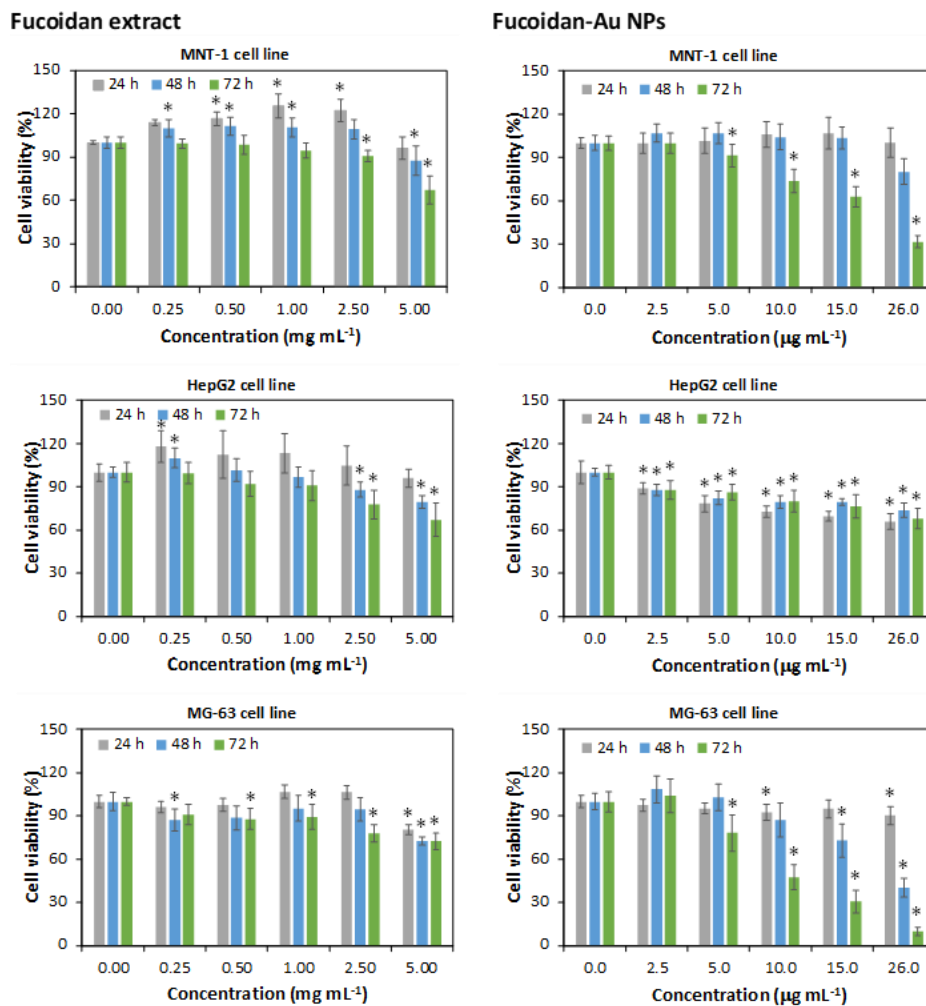 Fucoidan extract
MNT-1 cell line
24 h 48 h 72 h
Cell viability (%)
150
120
90
60
30
0
* * * * * * * * * *
0.00 0.25 0.50 1.00 2.50 5.00
Concentration (mg mL⁻¹)
Fucoidan-Au NPs
MNT-1 cell line
24 h 48 h 72 h
Cell viability (%)
150
120
90
60
30
0
* * * *
0.0 2.5 5.0 10.0 15.0 26.0
Concentration (µg mL⁻¹)
HepG2 cell line
24 h 48 h 72 h
Cell viability (%)
150
120
90
60
30
0
* * * * * *
0.00 0.25 0.50 1.00 2.50 5.00
Concentration (mg mL⁻¹)
HepG2 cell line
24 h 48 h 72 h
Cell viability (%)
150
120
90
60
30
0
* * * * * * * * * * * * * * *
0.0 2.5 5.0 10.0 15.0 26.0
Concentration (µg mL⁻¹)
MG-63 cell line
24 h 48 h 72 h
Cell viability (%)
150
120
90
60
30
0
* * * * * * *
0.00 0.25 0.50 1.00 2.50 5.00
Concentration (mg mL⁻¹)
MG-63 cell line
24 h 48 h 72 h
Cell viability (%)
150
120
90
60
30
0
* * * * * * * *
0.0 2.5 5.0 10.0 15.0 26.0
Concentration (µg mL⁻¹)